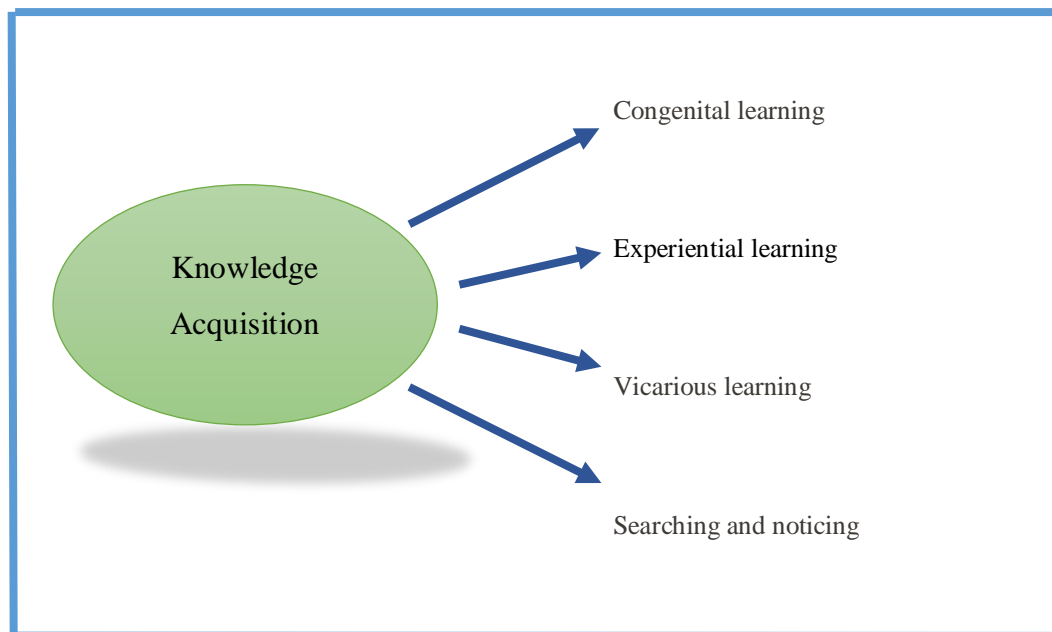 Congenital learning
Experiential learning
Knowledge
Acquisition
Vicarious learning
Searching and noticing